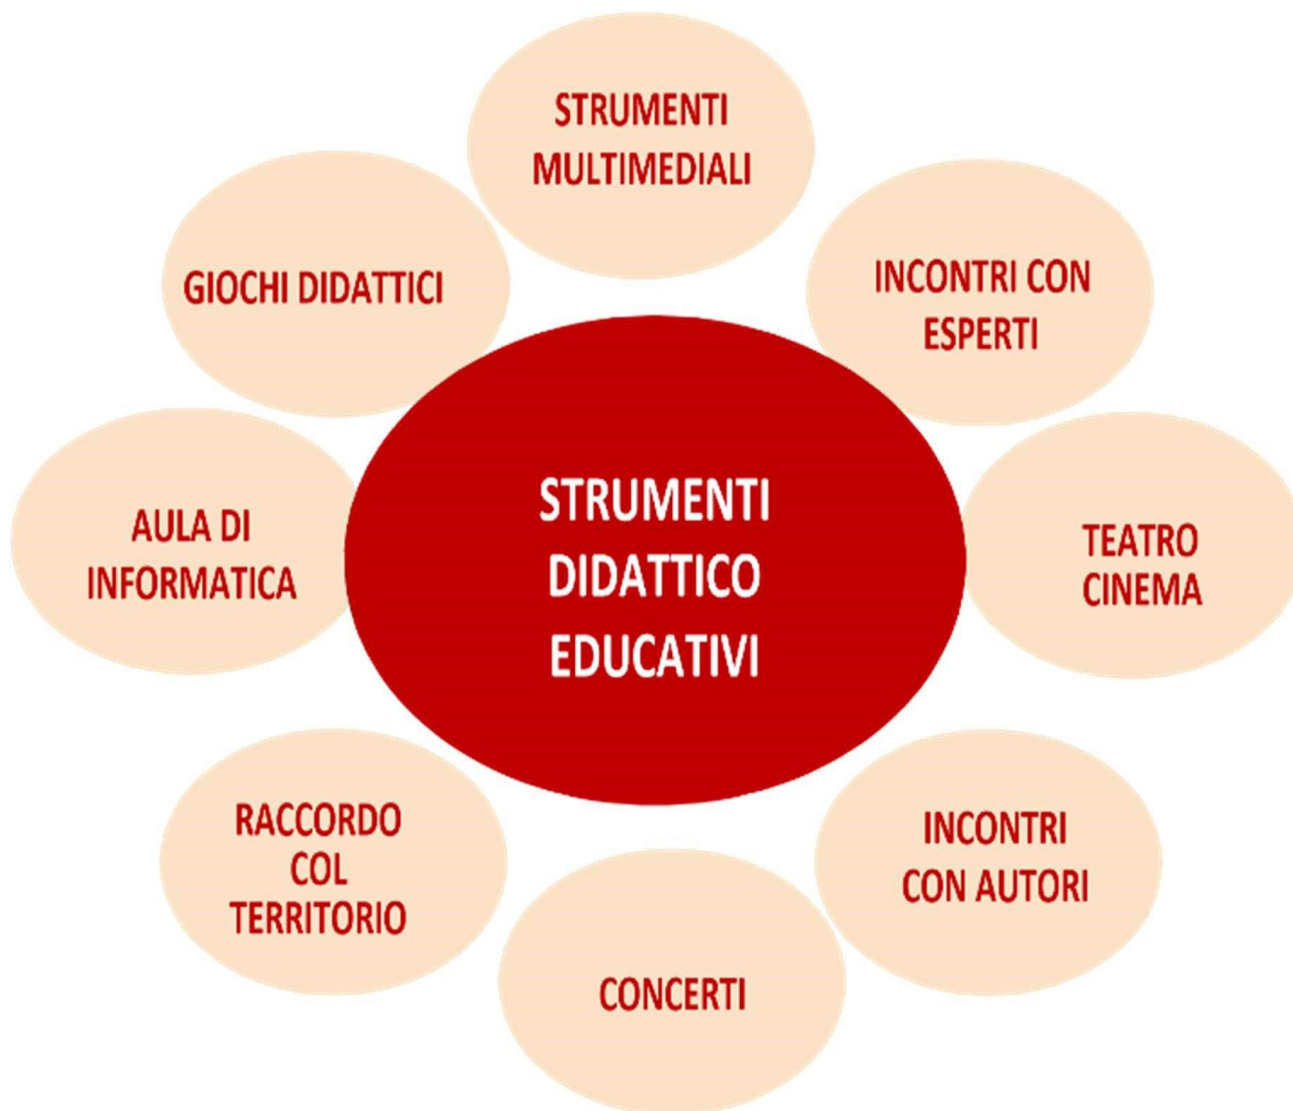 STRUMENTI
MULTIMEDIALI
GIOCHI DIDATTICI
INCONTRI CON
ESPERTI
AULA DI
INFORMATICA
STRUMENTI
DIDATTICO
EDUCATIVI
TEATRO
CINEMA
RACCORDO
COL
TERRITORIO
INCONTRI
CON AUTORI
CONCERTI